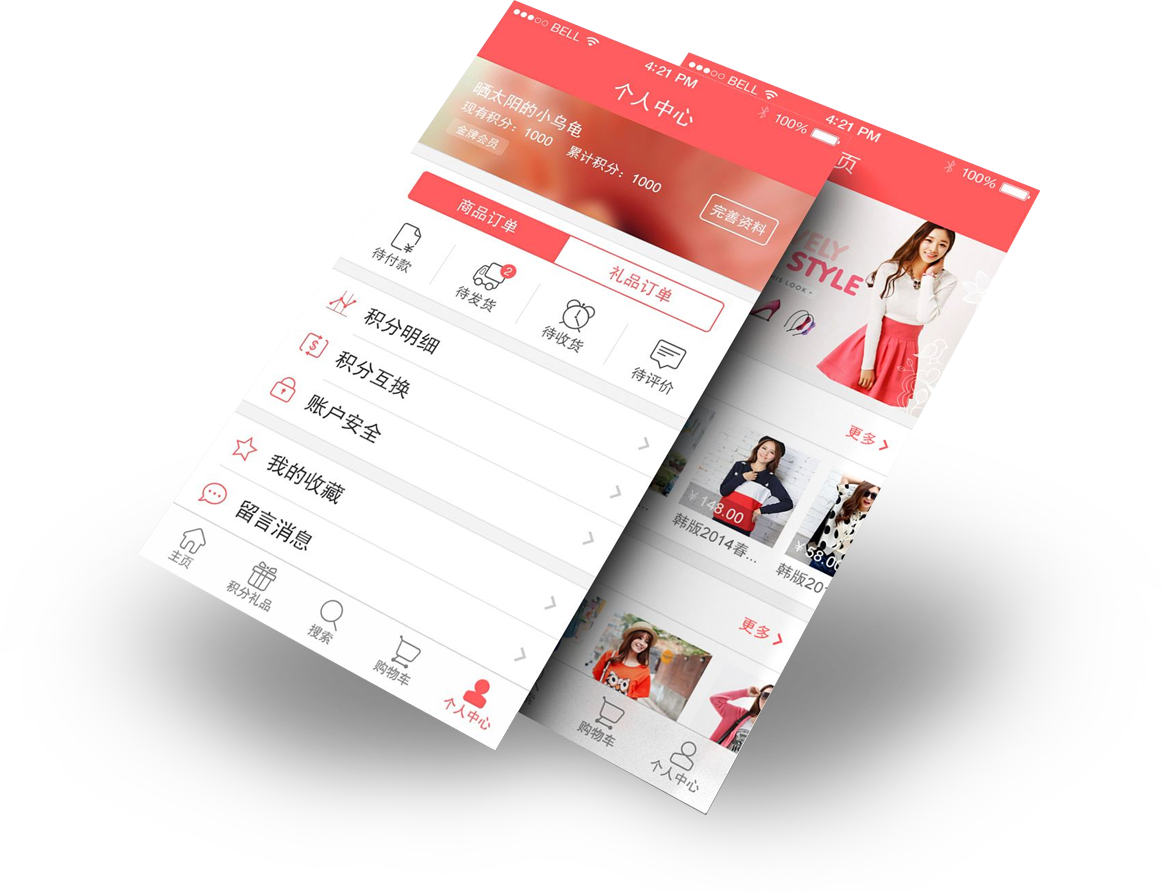 BELL
4:21 PM
100%
个人中心
晒太阳的小乌龟
现有积分：1000 累计积分：1000
金牌会员
完善资料
商品订单
礼品订单
待付款
待发货
2
待收货
待评价
积分明细
积分互换
账户安全
我的收藏
留言消息
主页
积分礼品
搜索
购物车
个人中心
BELL
4:21 PM
100%
页
STYLE
更多
¥148.00
韩版2014春...
¥58.00
韩版20
更多
购物车
个人中心